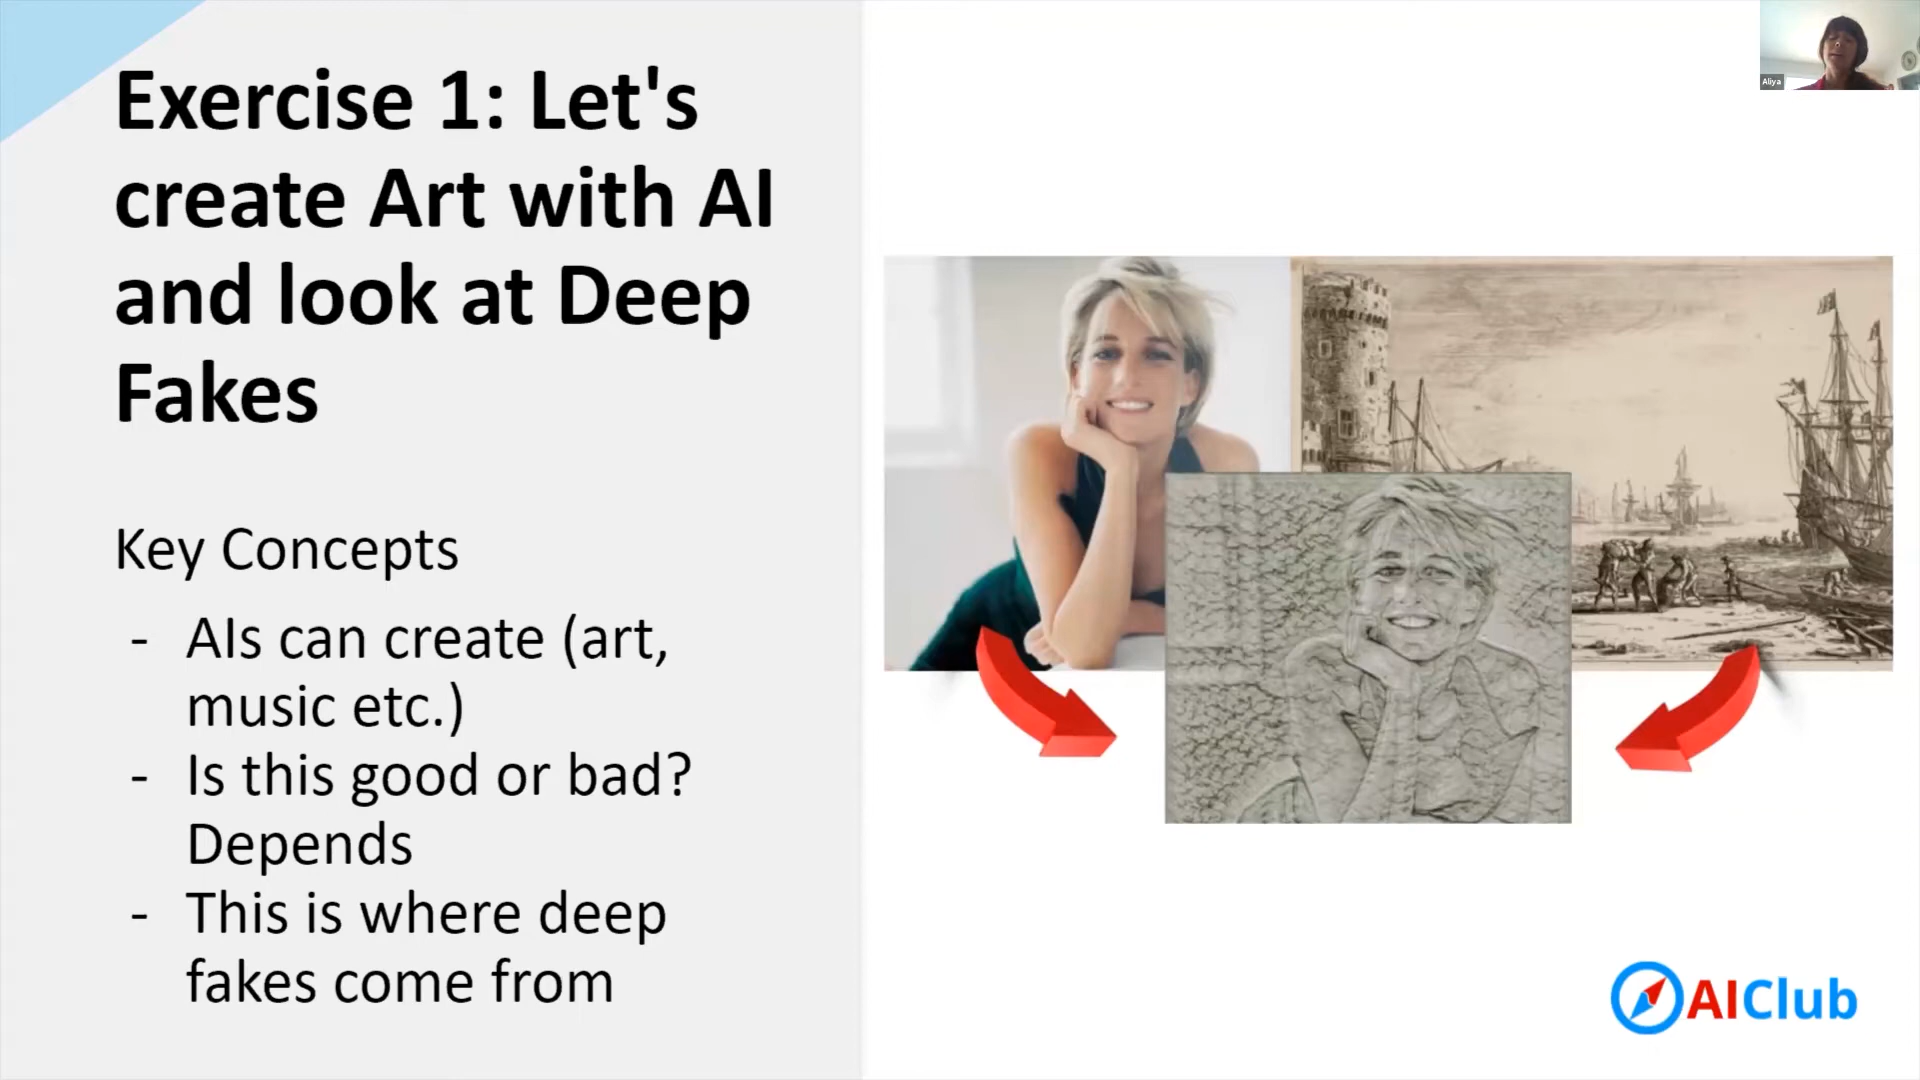 Exercise 1: Let's
create Art with AI
and look at Deep
Fakes
Key Concepts
- AIs can create (art,
music etc.)
- Is this good or bad?
Depends
- This is where deep
fakes come from
Aliya
AIClub